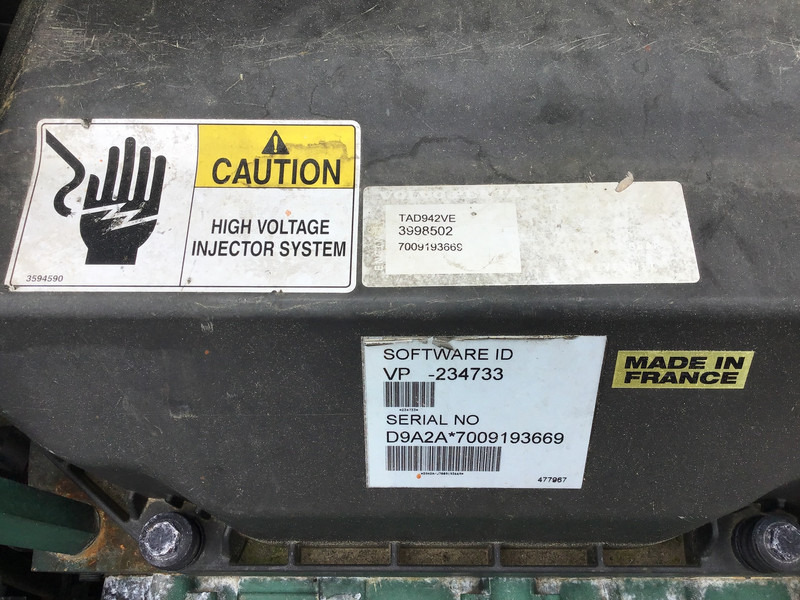 CAUTION
HIGH VOLTAGE
INJECTOR SYSTEM
3594590
TAD942VE
3998502
7009193669
SOFTWARE ID
VP -234733
SERIAL NO
D9A2A*7009193669
477967
MADE IN
FRANCE